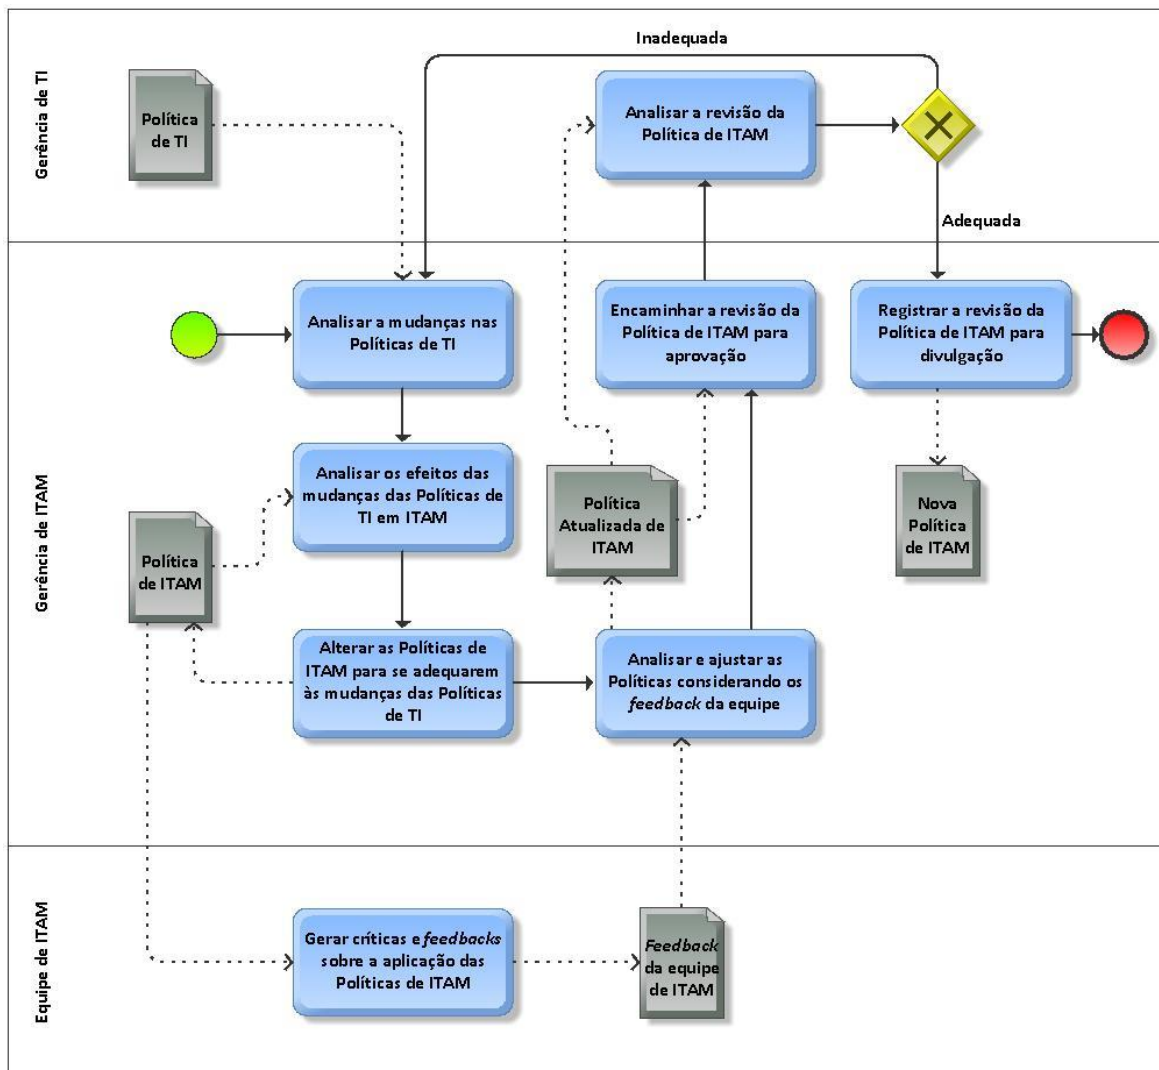 Gerência de TI
Política
de TI
Inadequada
Analisar a revisão da
Política de ITAM
Adequada
Gerência de ITAM
Analisar a mudanças nas
Políticas de TI
Encaminhar a revisão da
Política de ITAM para
aprovação
Registrar a revisão da
Política de ITAM para
divulgação
Analisar os efeitos das
mudanças das Políticas de
TI em ITAM
Política
de ITAM
Política
Atualizada de
ITAM
Nova
Política
de ITAM
Alterar as Políticas de
ITAM para se adequarem
às mudanças das Políticas
de TI
Analisar e ajustar as
Políticas considerando os
feedback da equipe
Equipe de ITAM
Gerar críticas e feedbacks
sobre a aplicação das
Políticas de ITAM
Feedback
da equipe
de ITAM